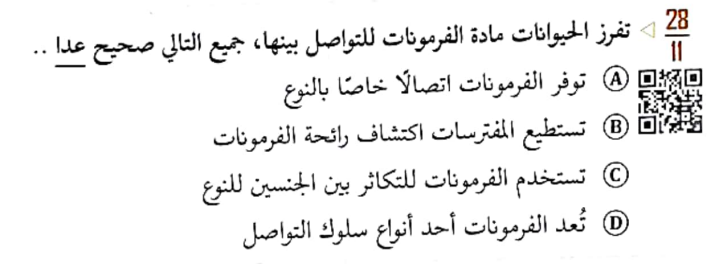 28
11
تفرز الحيوانات مادة الفرمونات للتواصل بينها، جميع التالي صحيح عدا ..
A توفر الفرمونات اتصالًا خاصًا بالنوع
B تستطيع المفترسات اكتشاف رائحة الفرمونات
C تستخدم الفرمونات للتكاثر بين الجنسين للنوع
D تُعد الفرمونات أحد أنواع سلوك التواصل